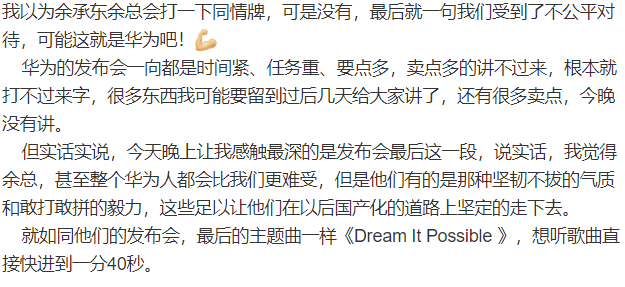 我以为余承东余总会打一下同情牌，可是没有，最后就一句我们受到了不公平对
待，可能这就是华为吧！💪
华为的发布会一向都是时间紧、任务重、要点多，卖点多的讲不过来，根本就
打不过来字，很多东西我可能要留到过后几天给大家讲了，还有很多卖点，今晚
没有讲。
但实话实说，今天晚上让我感触最深的是发布会最后这一段，说实话，我觉得
余总，甚至整个华为人都会比我们更难受，但是他们有的是那种坚韧不拔的气质
和敢打敢拼的毅力，这些足以让他们在以后国产化的道路上坚定的走下去。
就如同他们的发布会，最后的主题曲一样《Dream It Possible 》，想听歌曲直
接快进到一分40秒。